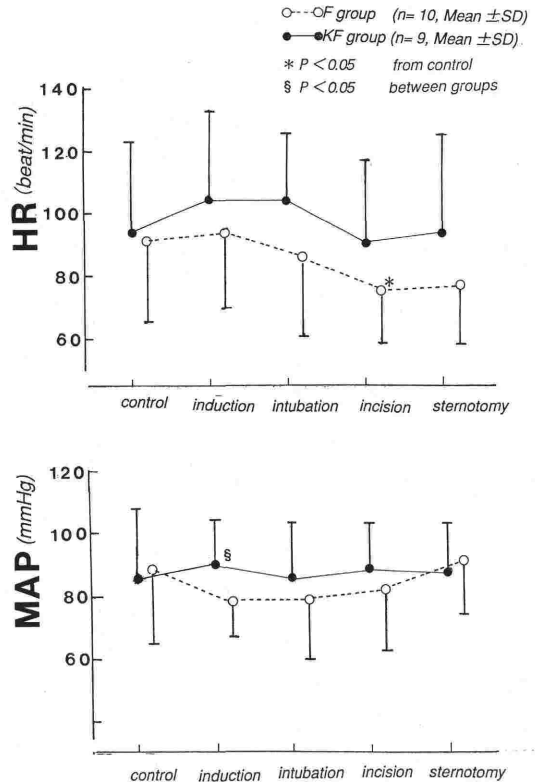 F group (n= 10, Mean ±SD)
KF group (n= 9, Mean ±SD)
* P < 0.05 from control
§ P < 0.05 between groups
140
120
100
80
60
HR (beat/min)
*
control induction intubation incision sternotomy
120
100
80
60
MAP (mmHg)
§
control induction intubation incision sternotomy